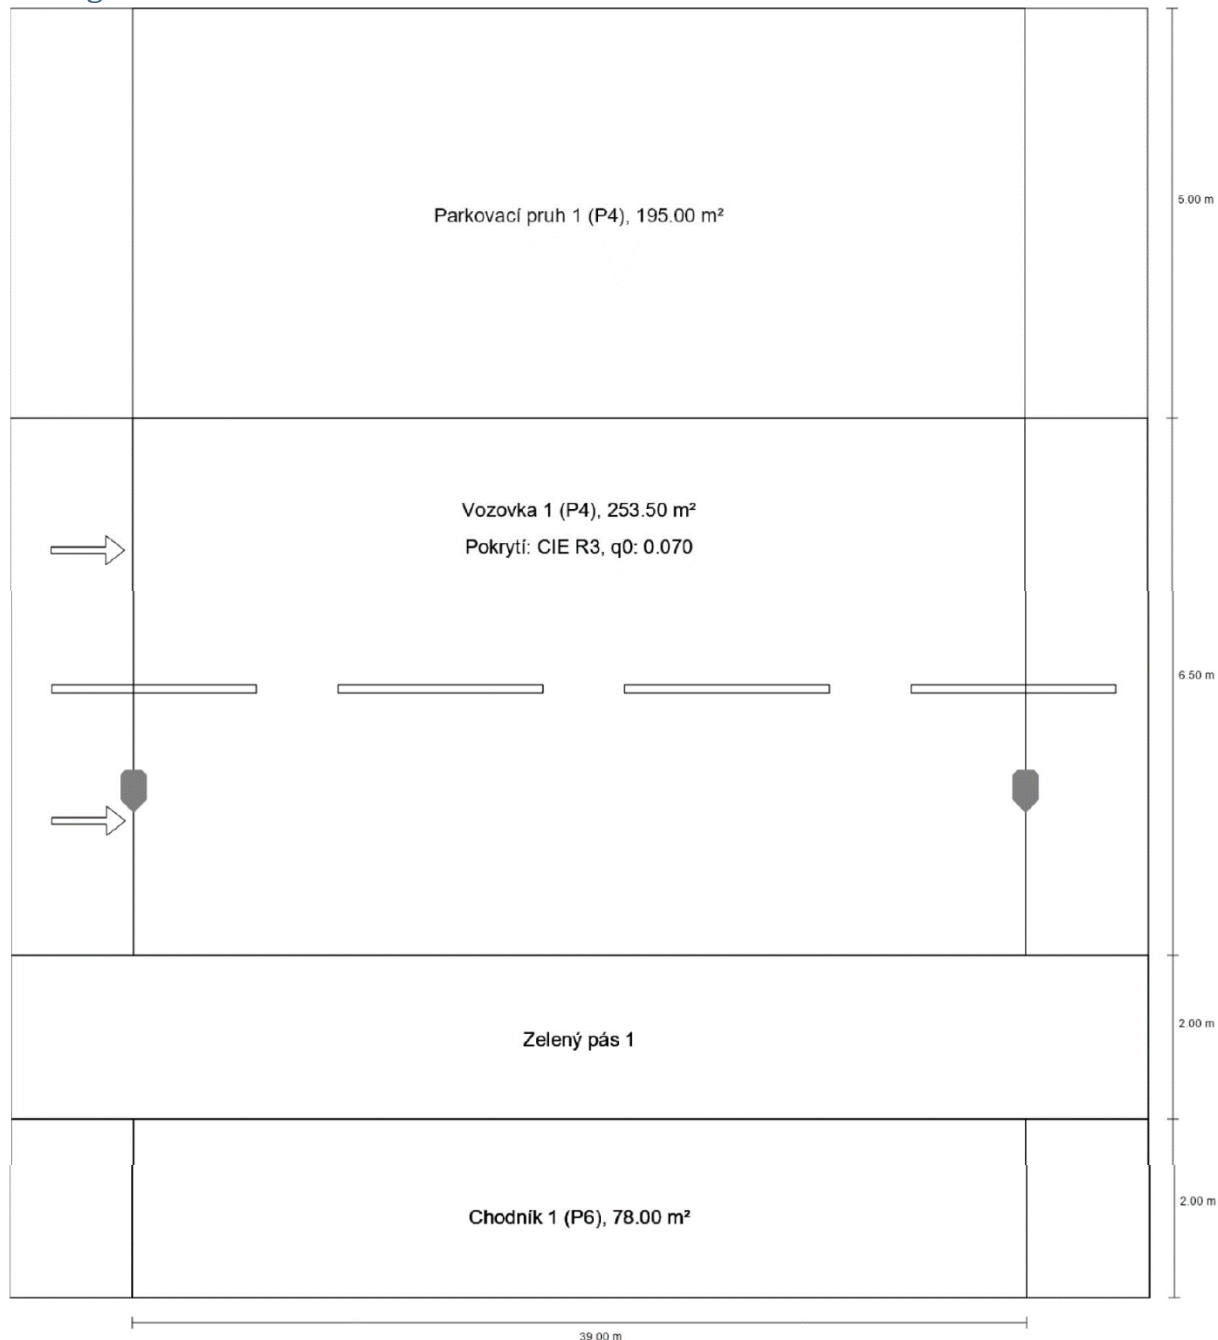 Parkovací pruh 1 (P4), 195.00 m²
5.00 m
Vozovka 1 (P4), 253.50 m²
Pokrytí: CIE R3, q0: 0.070
6.50 m
Zelený pás 1
2.00 m
Chodník 1 (P6), 78.00 m²
2.00 m
39.00 m